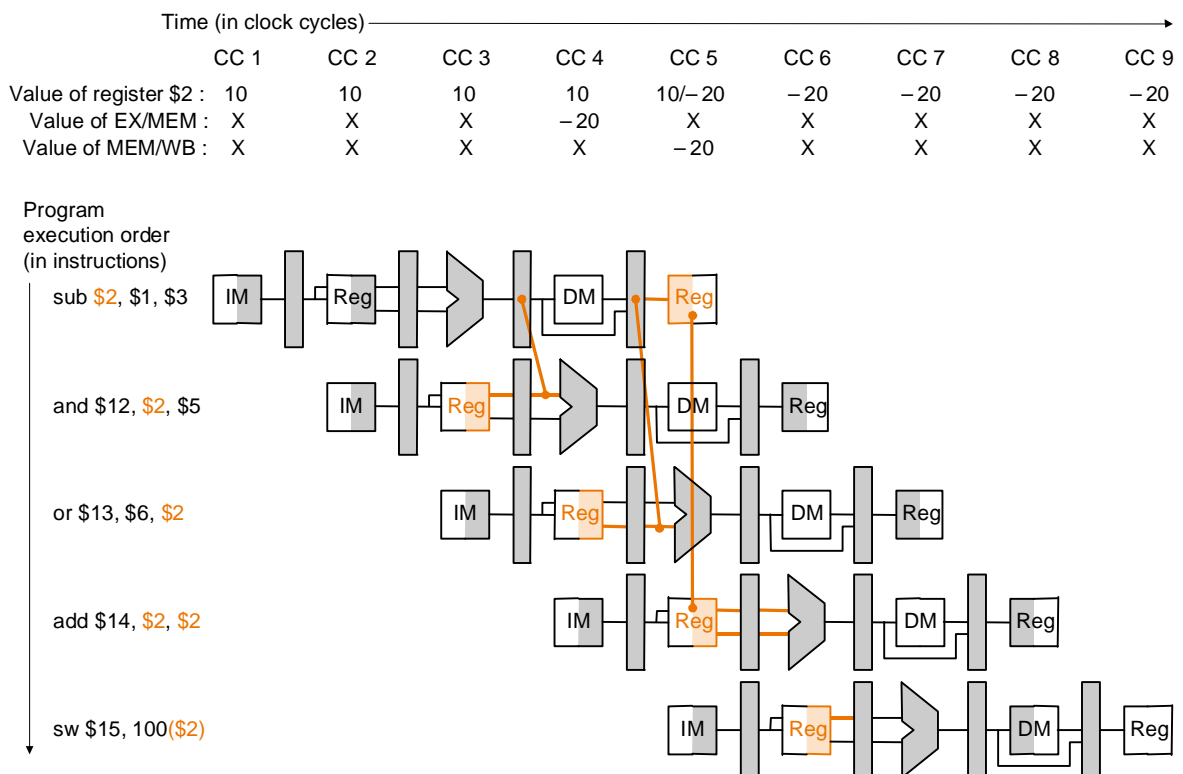 Time (in clock cycles)
CC 1 CC 2 CC 3 CC 4 CC 5 CC 6 CC 7 CC 8 CC 9
Value of register $2 : 10 10 10 10 10/–20 –20 –20 –20 –20
Value of EX/MEM : X X X –20 X X X X X
Value of MEM/WB : X X X X –20 X X X X
Program
execution order
(in instructions)
sub $2, $1, $3 IM Reg DM Reg
and $12, $2, $5 IM Reg DM Reg
or $13, $6, $2 IM Reg DM Reg
add $14, $2, $2 IM Reg DM Reg
sw $15, 100($2) IM Reg DM Reg